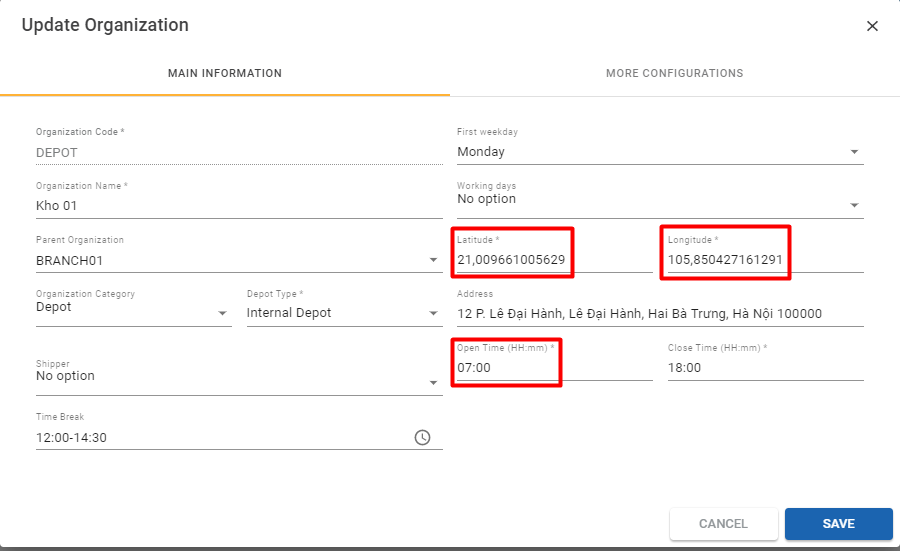 Update Organization
MAIN INFORMATION
MORE CONFIGURATIONS
Organization Code *
DEPOT
First weekday
Monday
Organization Name *
Kho 01
Working days
No option
Parent Organization
BRANCH01
Latitude *
21,009661005629
Longitude *
105,850427161291
Organization Category
Depot
Depot Type *
Internal Depot
Address
12 P. Lê Đại Hành, Lê Đại Hành, Hai Bà Trưng, Hà Nội 100000
Shipper
No option
Open Time (HH:mm) *
07:00
Close Time (HH:mm) *
18:00
Time Break
12:00-14:30
CANCEL
SAVE